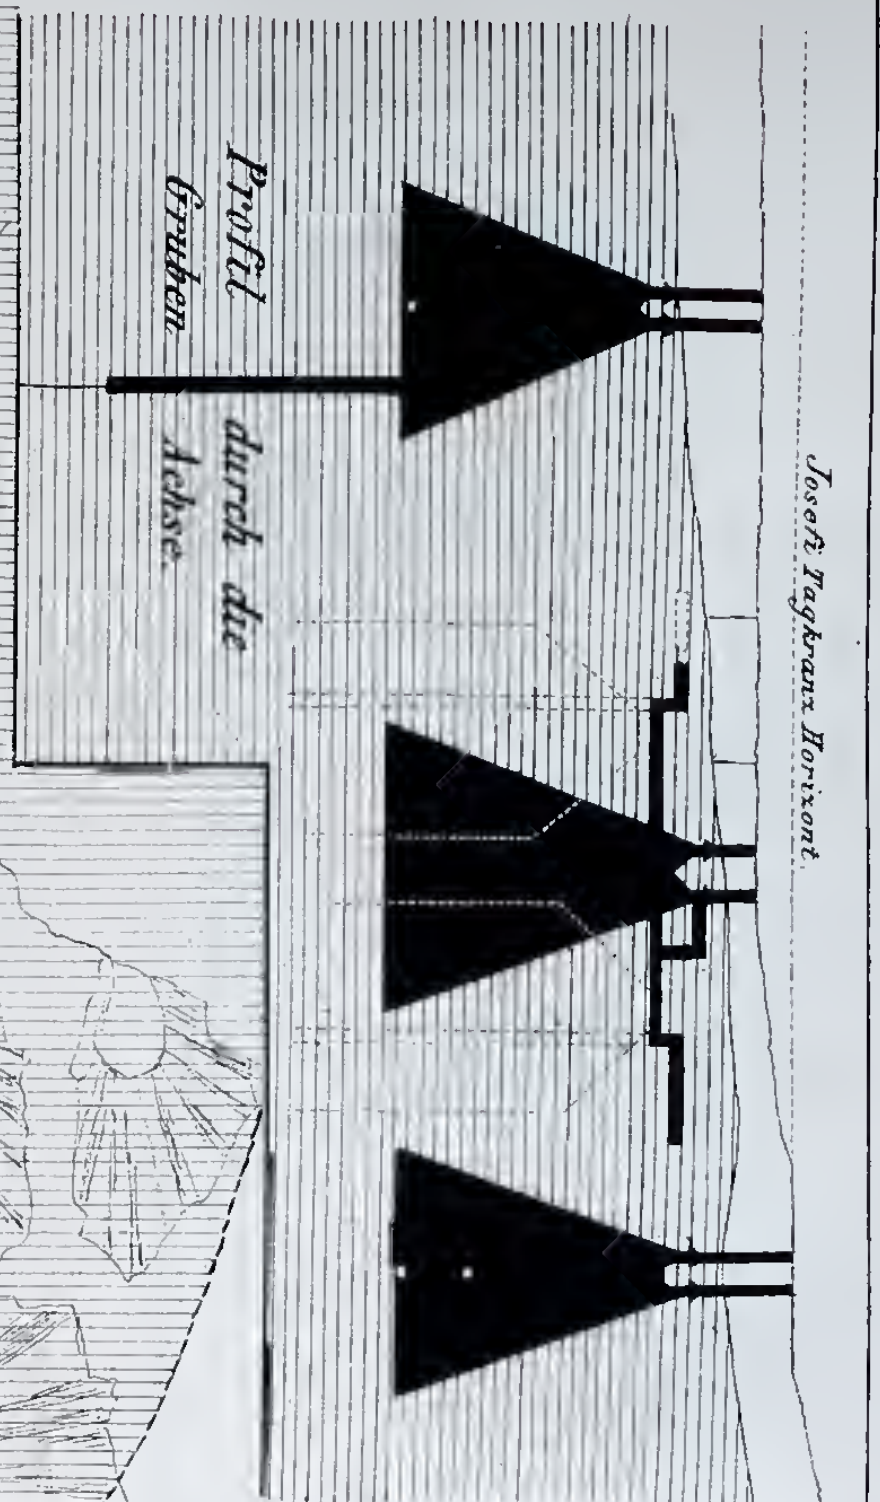 Josefi Tagkranz Horizont.
Profil durch die
Gruben Achse.